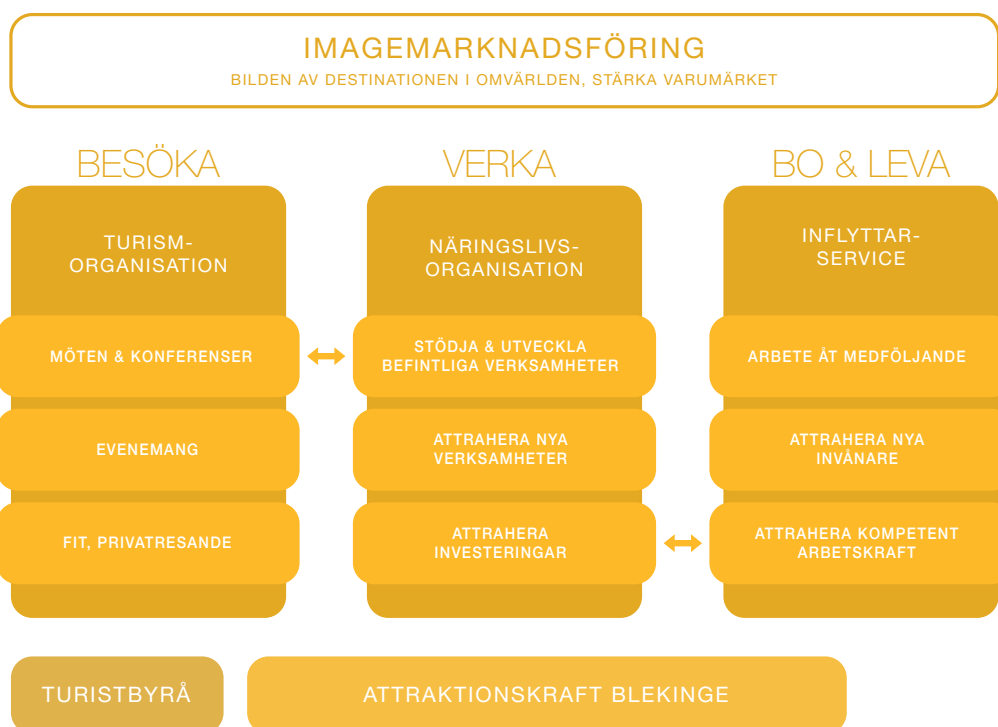 IMAGEMARKNADSFÖRING
BILDEN AV DESTINATIONEN I OMVÄRLDEN, STÄRKA VARUMÄRKET
BESÖKA
TURISM-
ORGANISATION
MÖTEN & KONFERENSER
EVENEMANG
FIT, PRIVATRESANDE
VERKA
NÄRINGSLIVS-
ORGANISATION
STÖDJA & UTVECKLA
BEFINTLIGA VERKSAMHETER
ATTRAHERA NYA
VERKSAMHETER
ATTRAHERA
INVESTERINGAR
BO & LEVA
INFLYTTAR-
SERVICE
ARBETE ÅT MEDFÖLJANDE
ATTRAHERA NYA
INVÅNARE
ATTRAHERA KOMPETENT
ARBETSKRAFT
TURISTBYRÅ
ATTRAKTIONSKRAFT BLEKINGE